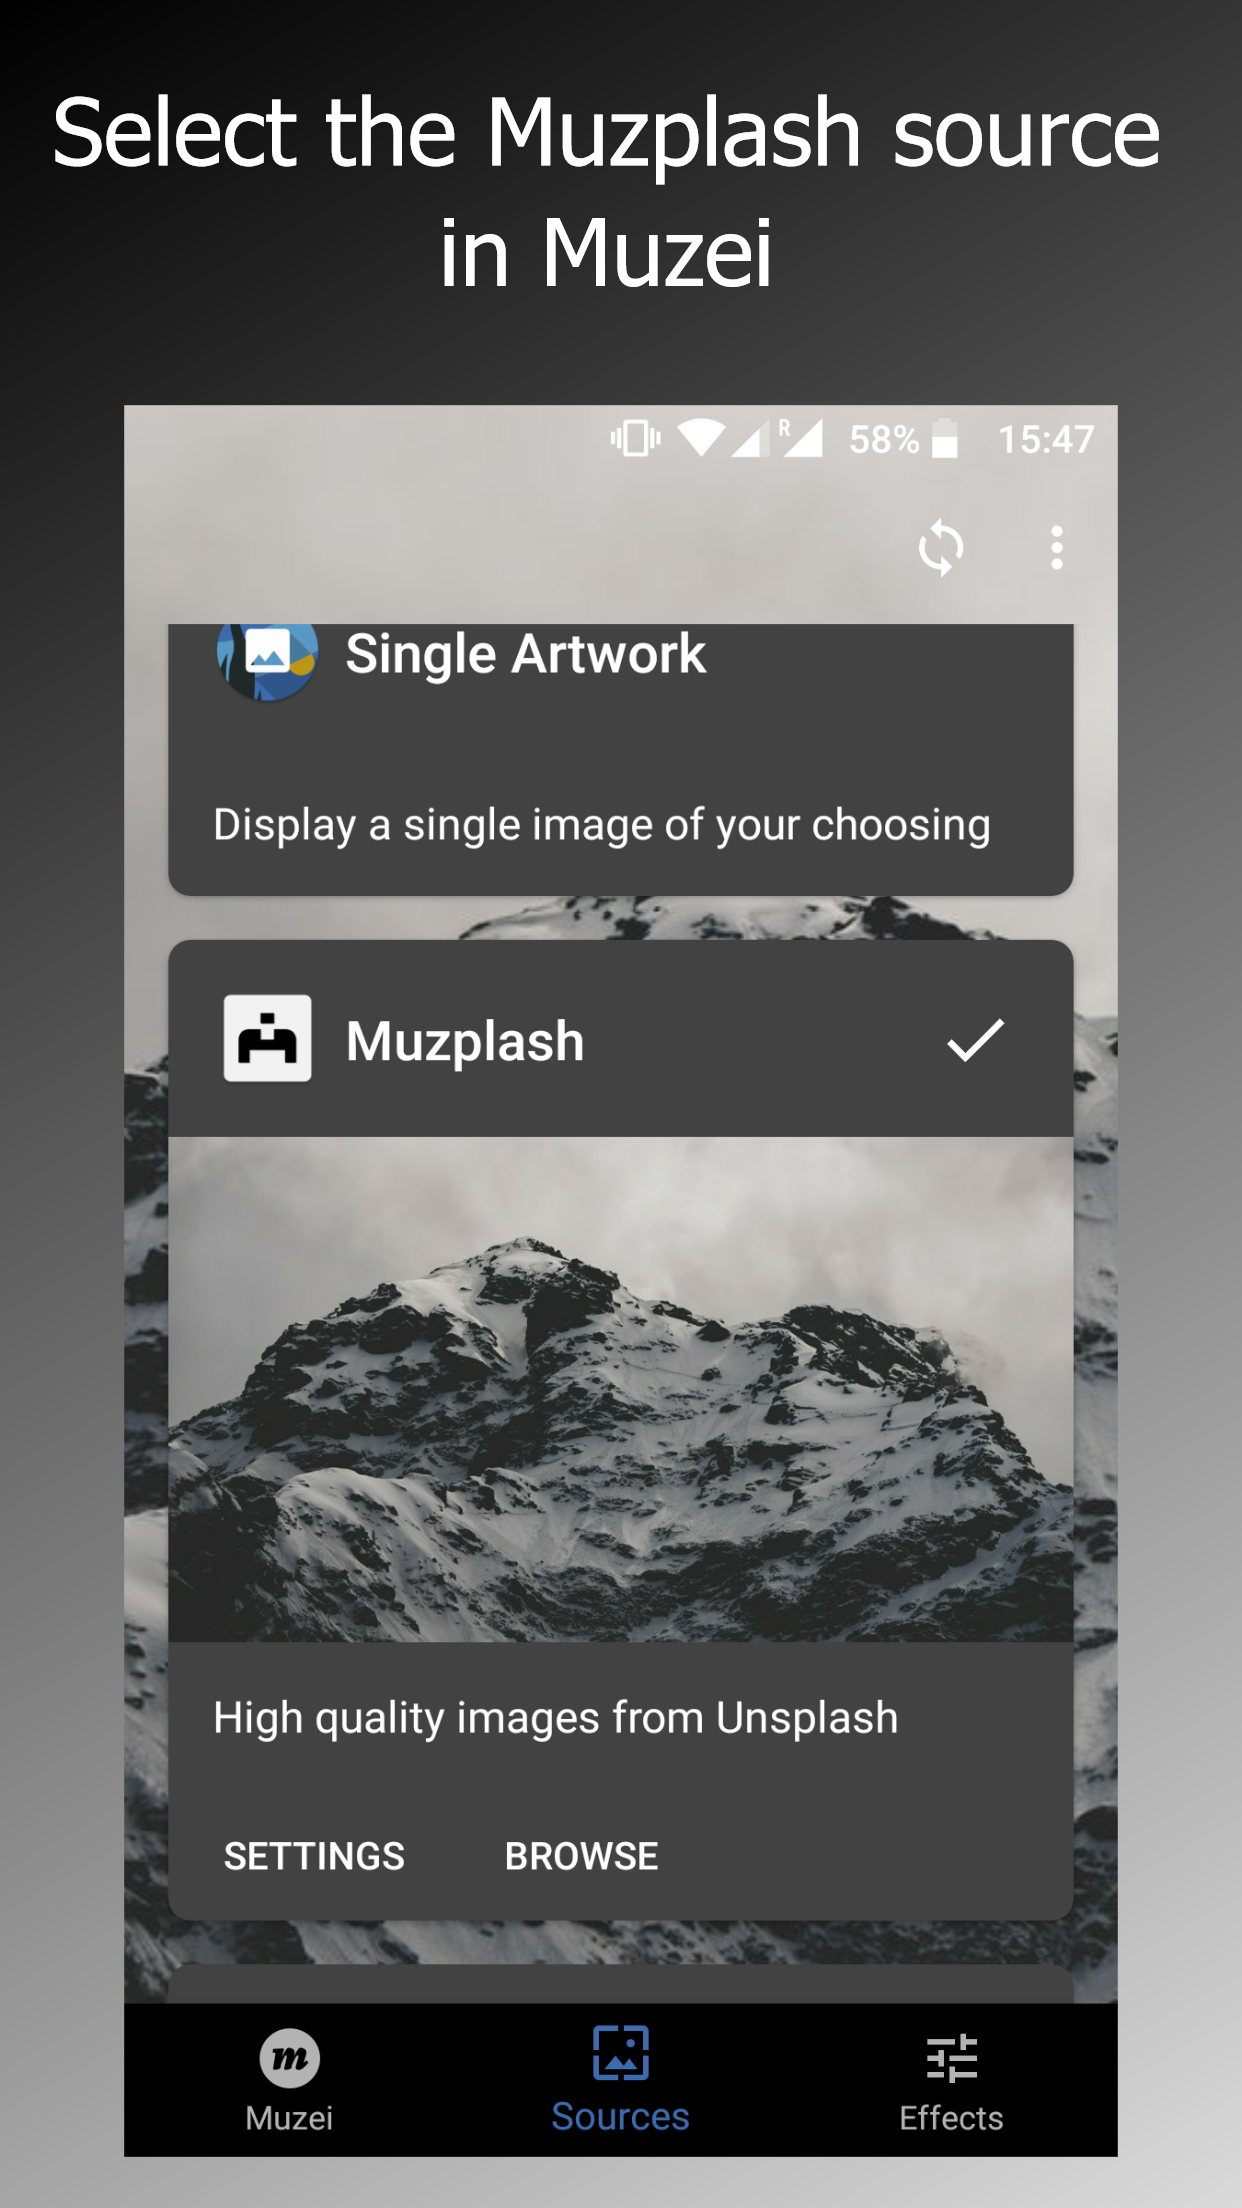 Select the Muzplash source
in Muzei
R 58% 15:47
Single Artwork
Display a single image of your choosing
Muzplash
High quality images from Unsplash
SETTINGS BROWSE
m
Muzei Sources Effects